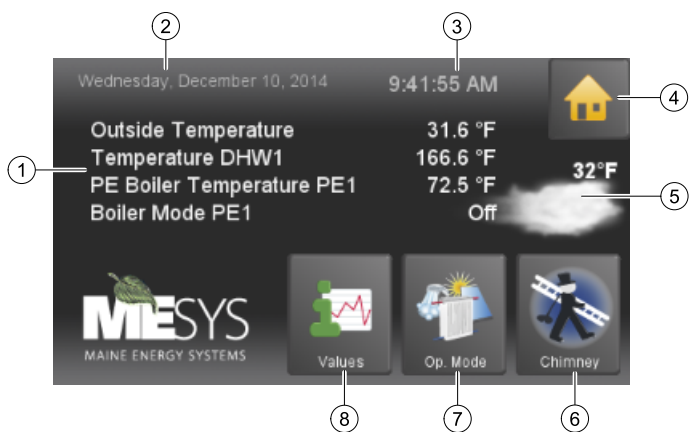 2
3
Wednesday, December 10, 2014
9:41:55 AM
4
Outside Temperature 31.6 °F
Temperature DHW1 166.6 °F
PE Boiler Temperature PE1 72.5 °F
Boiler Mode PE1 Off
1
32°F
5
MESYS
MAINE ENERGY SYSTEMS
Values
Op. Mode
Chimney
8
7
6